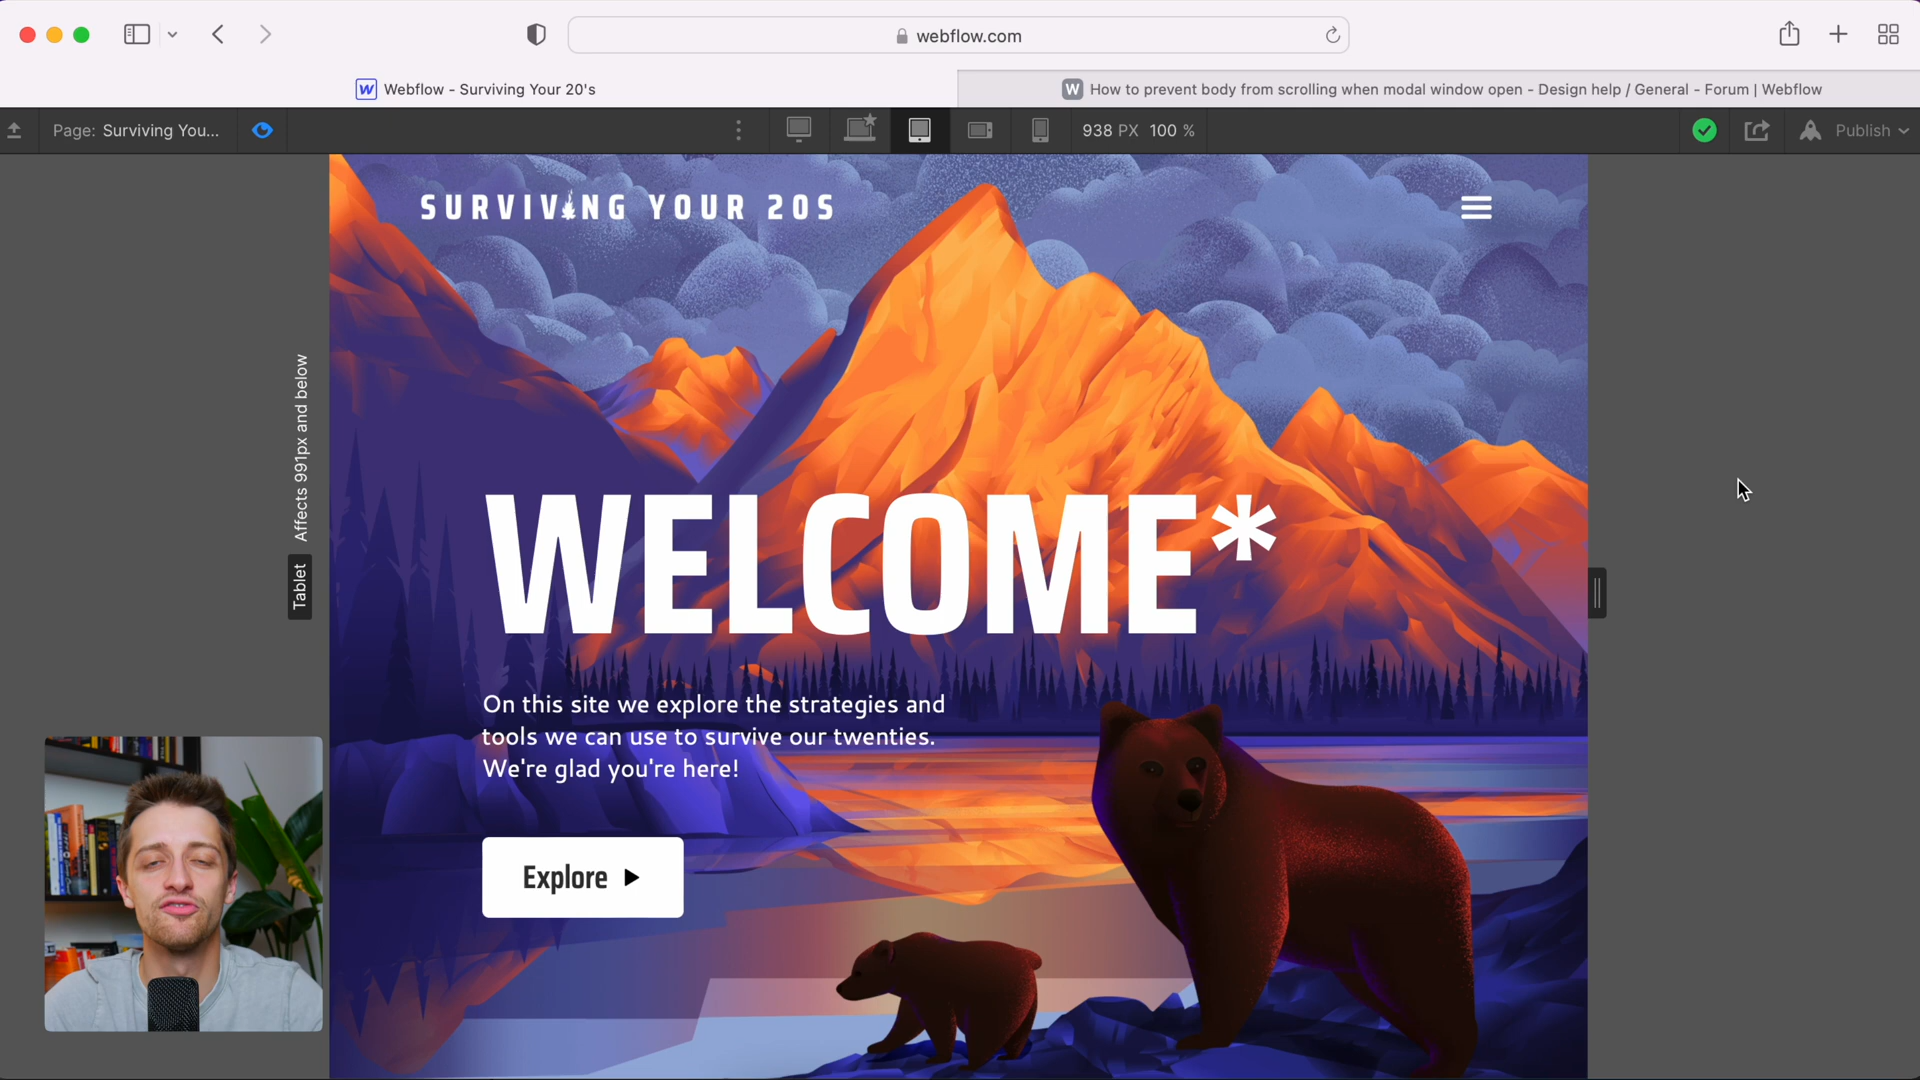 webflow.com
W Webflow - Surviving Your 20's
W How to prevent body from scrolling when modal window open - Design help / General - Forum | Webflow
Page: Surviving You...
938 PX 100 %
Publish
SURVIVING YOUR 20S
Affects 991px and below
Tablet
WELCOME*
On this site we explore the strategies and
tools we can use to survive our twenties.
We're glad you're here!
Explore